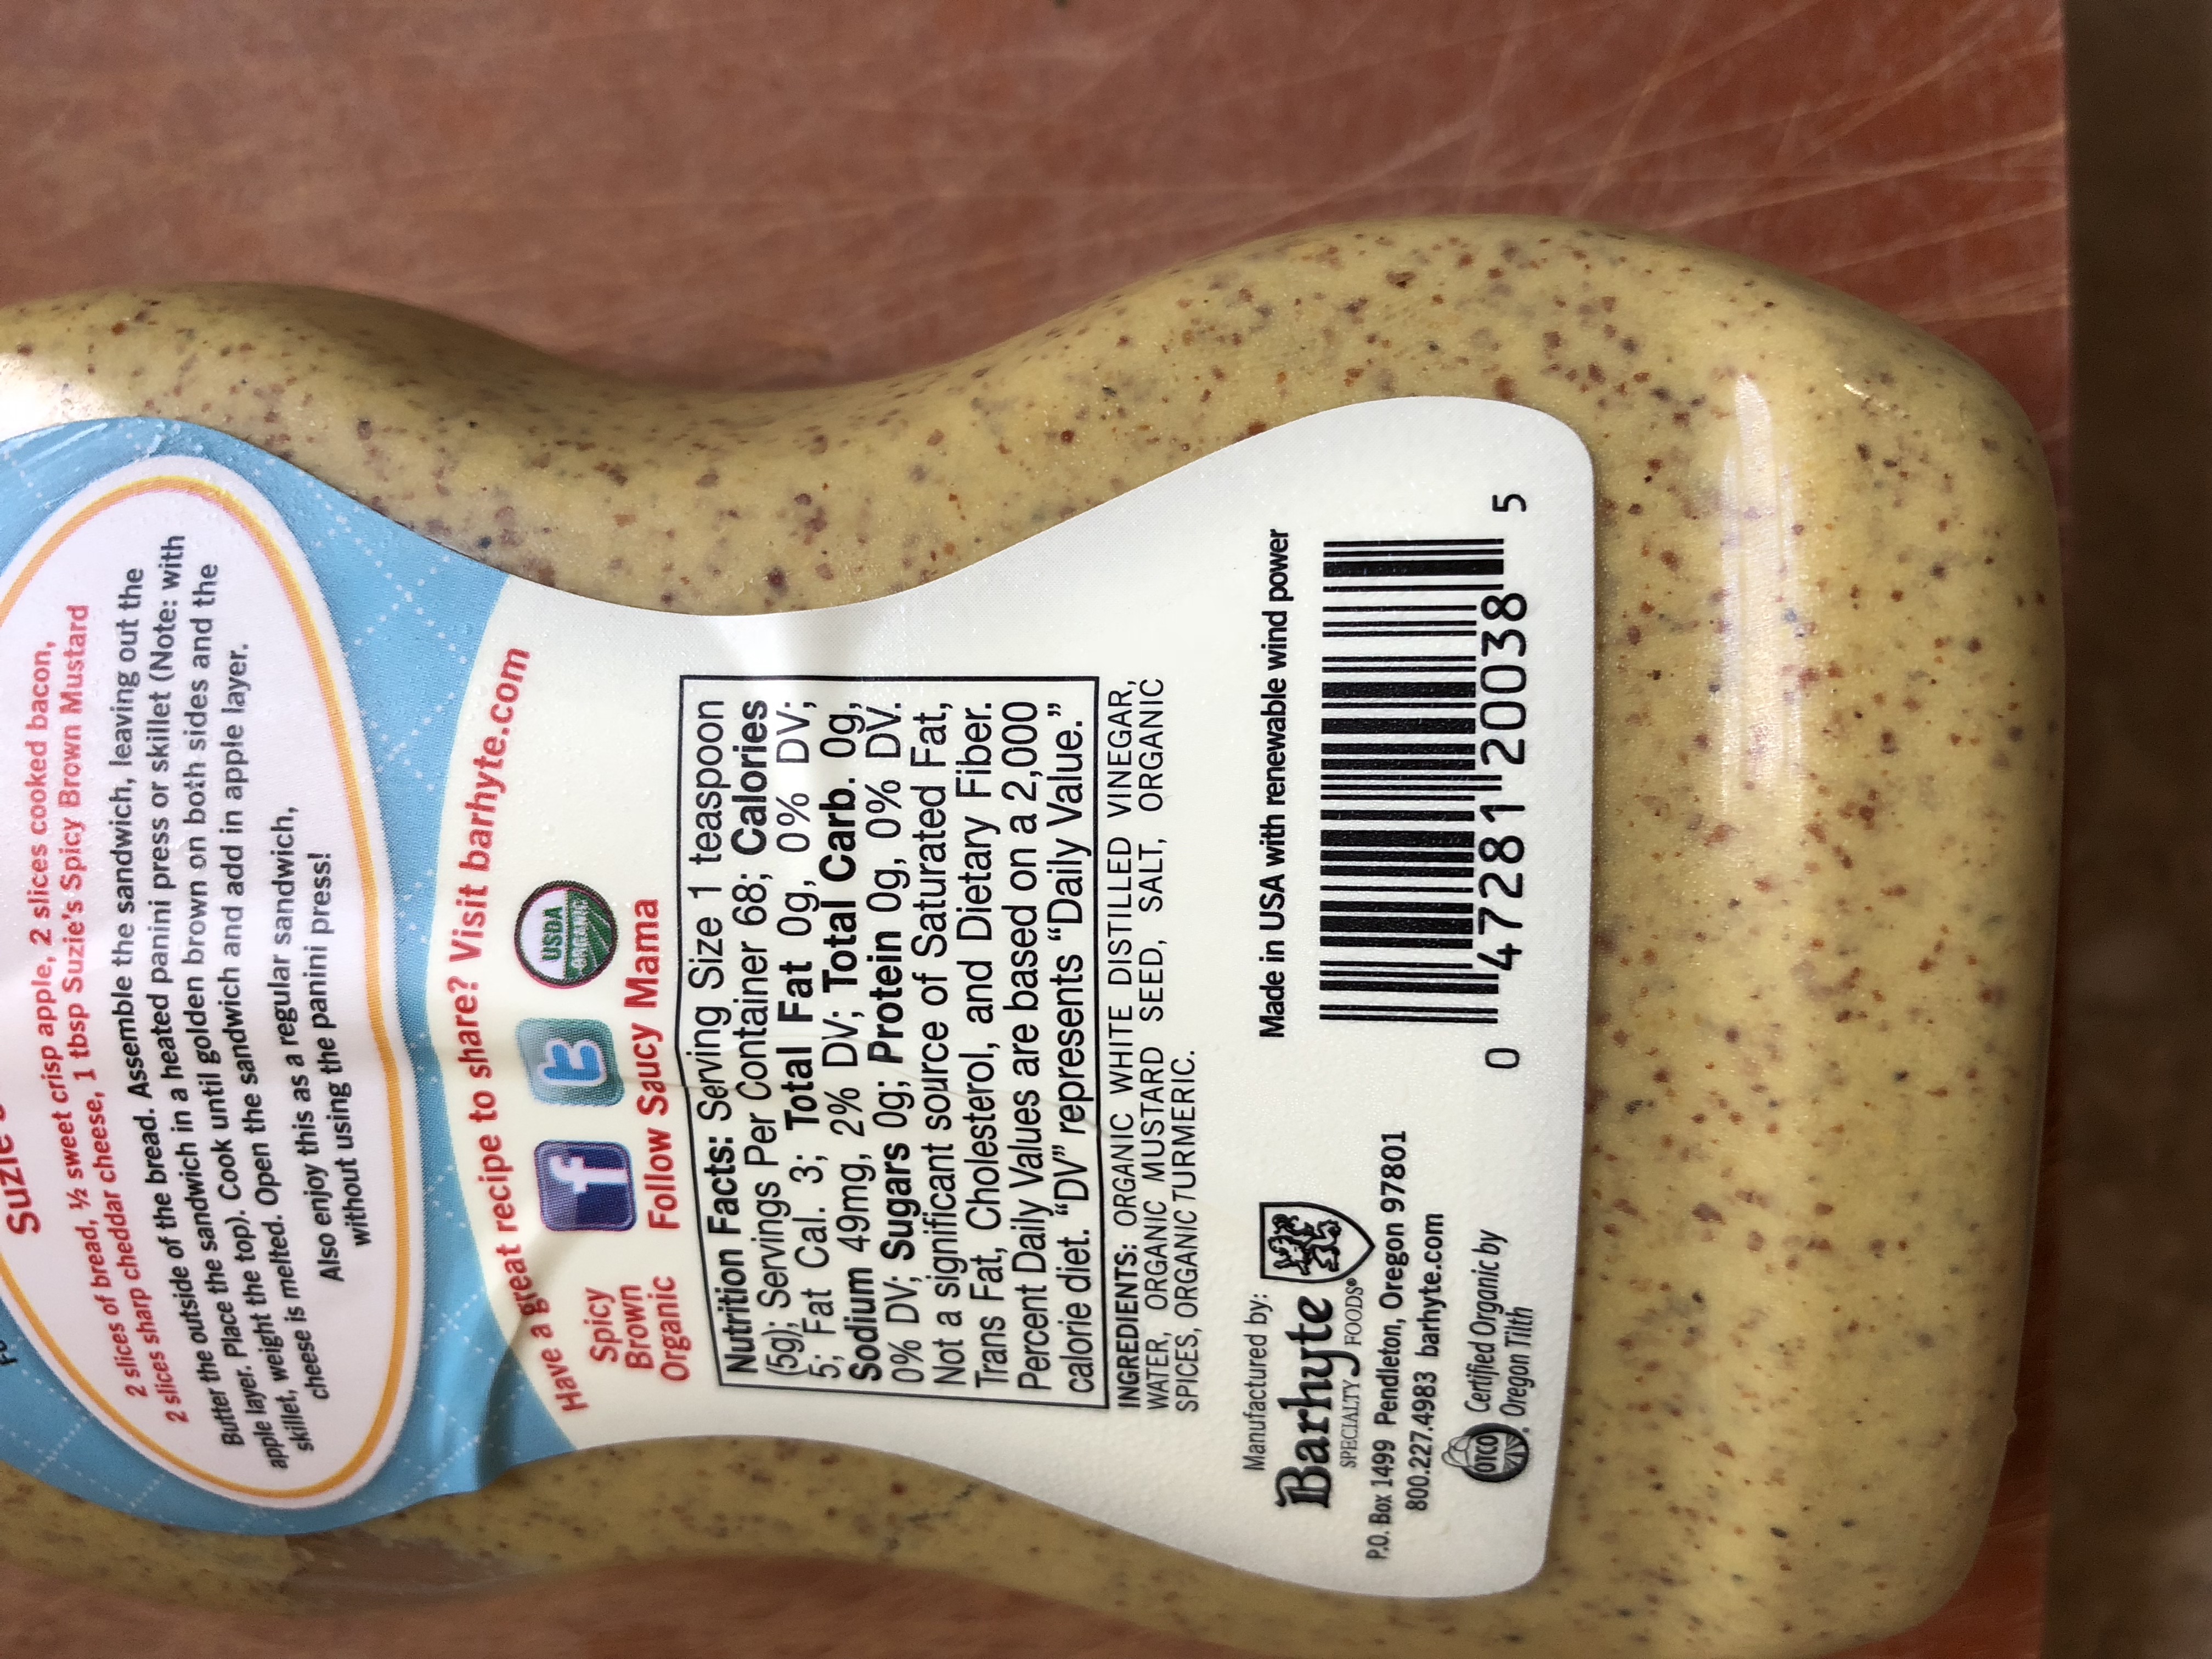 Suzie's
2 slices of bread, ½ sweet crisp apple, 2 slices cooked bacon,
2 slices sharp cheddar cheese, 1 tbsp Suzie's Spicy Brown Mustard
Butter the outside of the bread. Assemble the sandwich, leaving out the
apple layer. Place the sandwich in a heated panini press or skillet (Note: with
skillet, weight the top). Cook until golden brown on both sides and the
cheese is melted. Open the sandwich and add in apple layer.
Also enjoy this as a regular sandwich,
without using the panini press!
Have a great recipe to share? Visit barhyte.com
Spicy
Brown
Organic
f
t
USDA
ORGANIC
Follow Saucy Mama
Nutrition Facts: Serving Size 1 teaspoon
(5g); Servings Per Container 68; Calories
5; Fat Cal. 3; Total Fat 0g, 0% DV;
Sodium 49mg, 2% DV; Total Carb. 0g,
0% DV; Sugars 0g; Protein 0g, 0% DV.
Not a significant source of Saturated Fat,
Trans Fat, Cholesterol, and Dietary Fiber.
Percent Daily Values are based on a 2,000
calorie diet. “DV” represents “Daily Value.”
INGREDIENTS: ORGANIC WHITE DISTILLED VINEGAR,
WATER, ORGANIC MUSTARD SEED, SALT, ORGANIC
SPICES, ORGANIC TURMERIC.
Manufactured by:
Barhyte
SPECIALTY FOODS®
P.O. Box 1499 Pendleton, Oregon 97801
800.227.4983 barhyte.com
OTCO
Certified Organic by
Oregon Tilth
Made in USA with renewable wind power
0 47281 20038 5